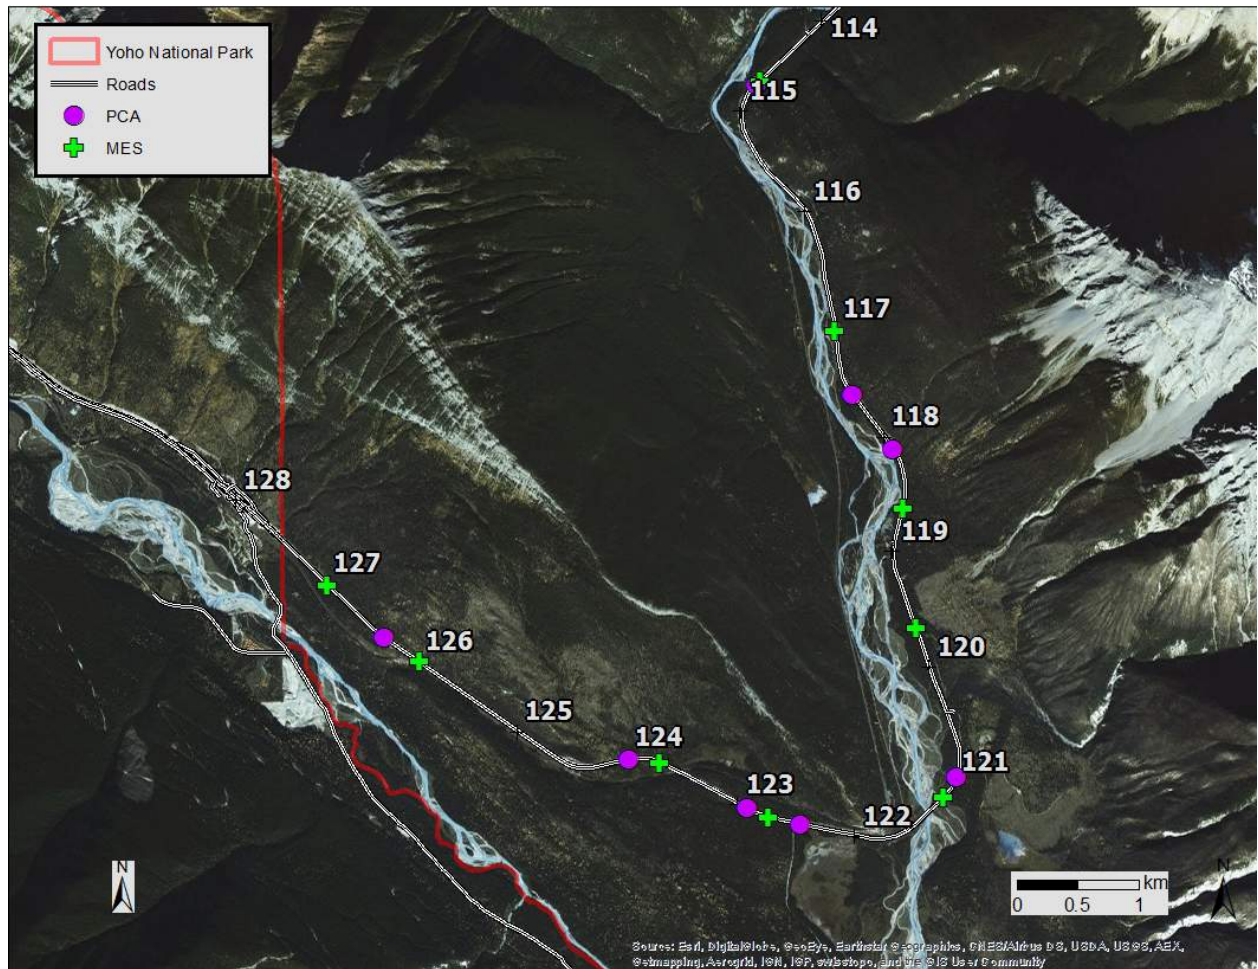 Yoho National Park
Roads
PCA
MES
114
115
116
117
118
119
120
121
122
123
124
125
126
127
128
N
N
km
0 0.5 1
Source: Esri, DigitalGlobe, GeoEye, Earthstar Geographics, CNES/Airbus DS, USDA, USGS, AEX,
Getmapping, Aerogrid, IGN, IGP, swisstopo, and the GIS User Community